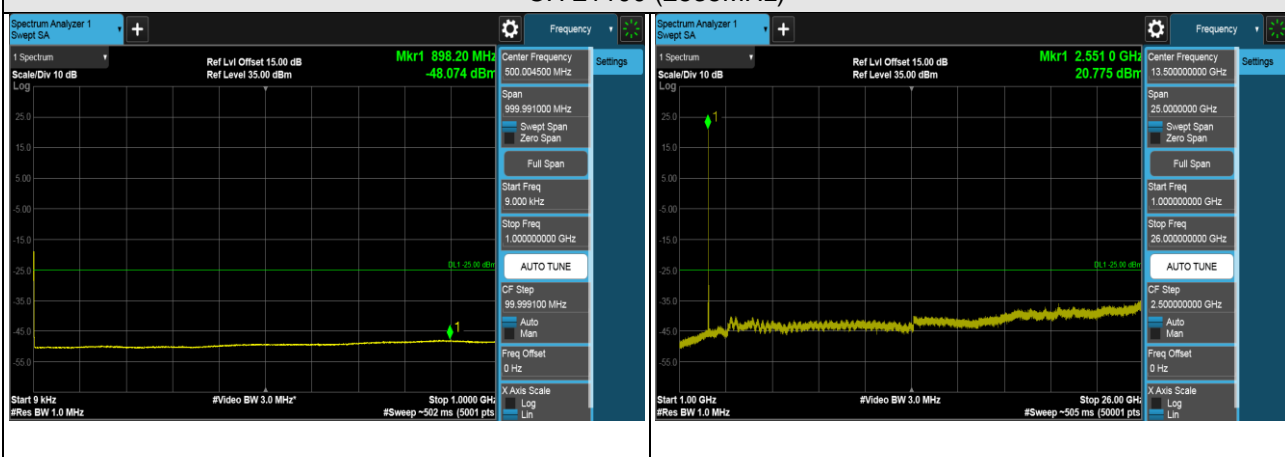 Spectrum Analyzer 1
Swept SA
+
Frequency
1 Spectrum
Scale/Div 10 dB
Log
Ref Lvl Offset 15.00 dB
Ref Level 35.00 dBm
Mkr1 898.20 MHz
-48.074 dBm
25.0
15.0
5.00
-5.00
-15.0
-25.0
-35.0
-45.0
-55.0
DL1 -25.00 dBm
1
Start 9 kHz
#Res BW 1.0 MHz
#Video BW 3.0 MHz*
Stop 1.0000 GHz
#Sweep ~502 ms (5001 pts
Center Frequency
500.004500 MHz
Span
999.991000 MHz
Swept Span
Zero Span
Full Span
Start Freq
9.000 kHz
Stop Freq
1.000000000 GHz
AUTO TUNE
CF Step
99.999100 MHz
Auto
Man
Freq Offset
0 Hz
X Axis Scale
Log
Lin
Settings
Spectrum Analyzer 1
Swept SA
+
Frequency
1 Spectrum
Scale/Div 10 dB
Log
Ref Lvl Offset 15.00 dB
Ref Level 35.00 dBm
Mkr1 2.551 0 GHz
20.775 dBm
25.0
15.0
5.00
-5.00
-15.0
-25.0
-35.0
-45.0
-55.0
1
DL1 -25.00 dBm
Start 1.00 GHz
#Res BW 1.0 MHz
#Video BW 3.0 MHz
Stop 26.00 GHz
#Sweep ~505 ms (50001 pts
Center Frequency
13.500000000 GHz
Span
25.0000000 GHz
Swept Span
Zero Span
Full Span
Start Freq
1.000000000 GHz
Stop Freq
26.000000000 GHz
AUTO TUNE
CF Step
2.500000000 GHz
Auto
Man
Freq Offset
0 Hz
X Axis Scale
Log
Lin
Settings